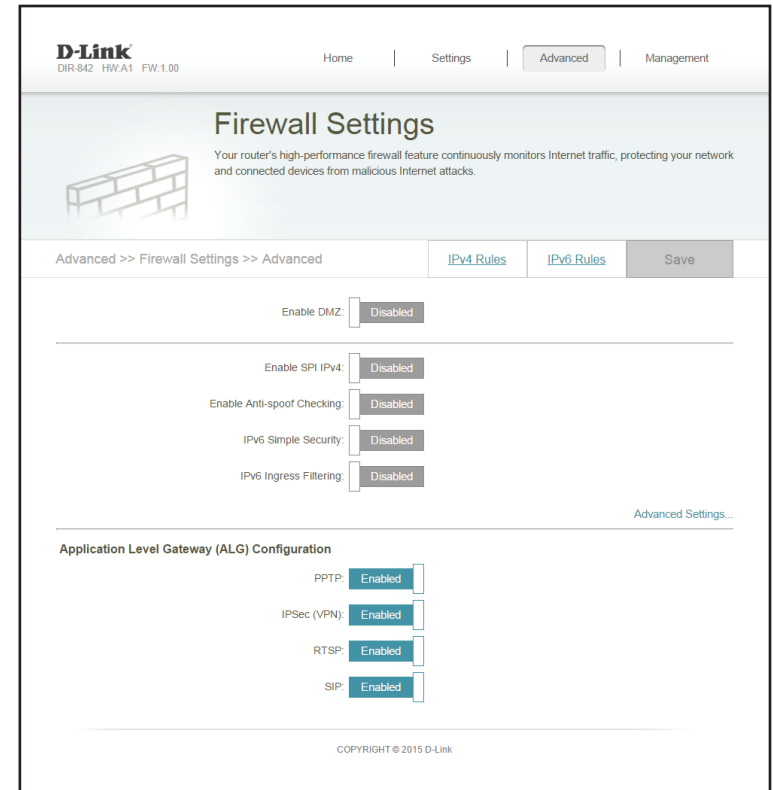 D-Link
DIR-842 HW:A1 FW:1.00
Home Settings Advanced Management
Firewall Settings
Your router's high-performance firewall feature continuously monitors Internet traffic, protecting your network
and connected devices from malicious Internet attacks.
Advanced >> Firewall Settings >> Advanced IPv4 Rules IPv6 Rules Save
Enable DMZ: Disabled
Enable SPI IPv4: Disabled
Enable Anti-spoof Checking: Disabled
IPv6 Simple Security: Disabled
IPv6 Ingress Filtering: Disabled
Advanced Settings...
Application Level Gateway (ALG) Configuration
PPTP: Enabled
IPSec (VPN): Enabled
RTSP: Enabled
SIP: Enabled
COPYRIGHT © 2015 D-Link